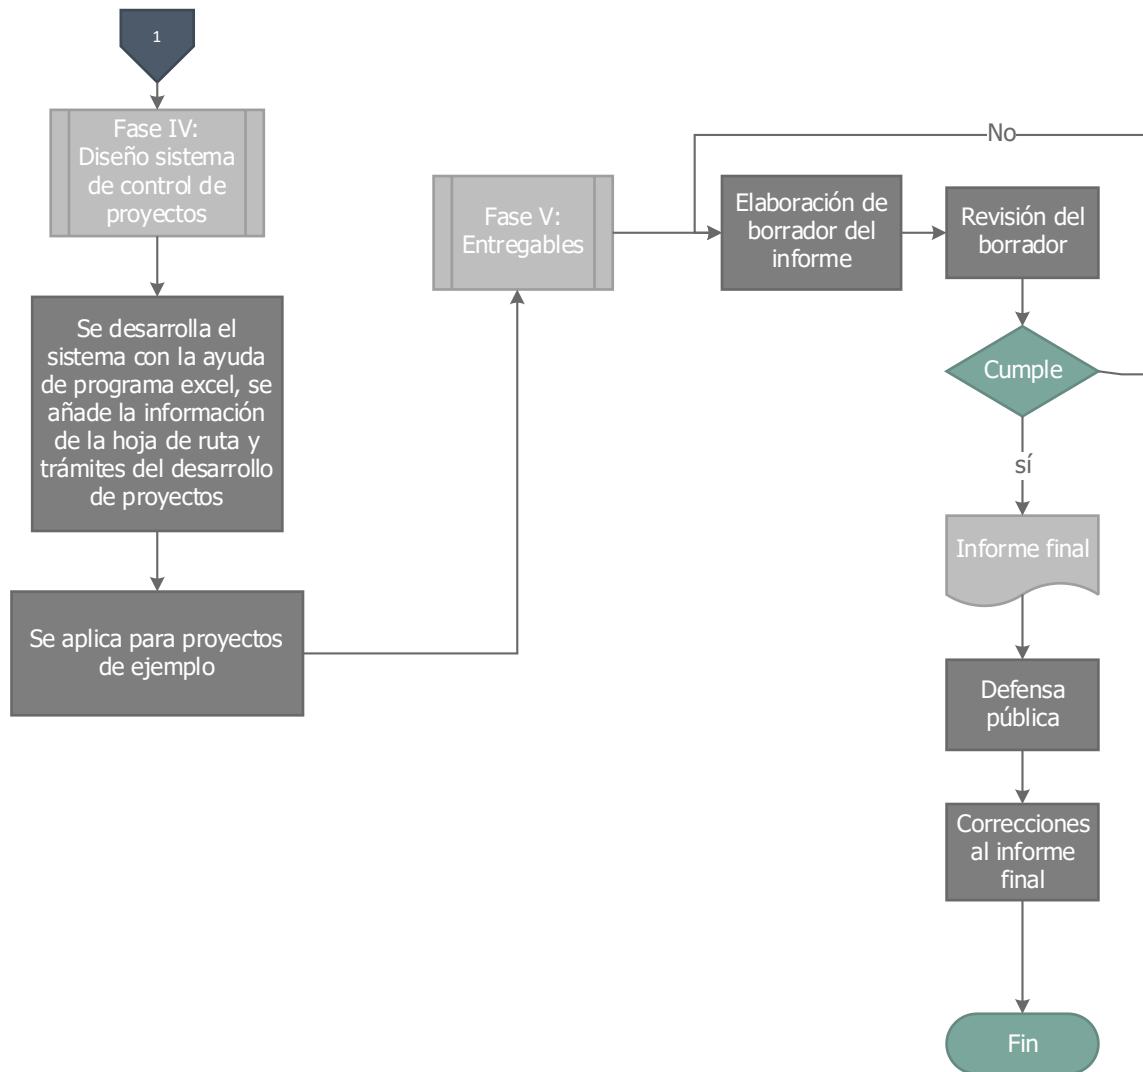 1
Fase IV:
Diseño sistema
de control de
proyectos
Se desarrolla el
sistema con la ayuda
de programa excel, se
añade la información
de la hoja de ruta y
trámites del desarrollo
de proyectos
Se aplica para proyectos
de ejemplo
Fase V:
Entregables
No
Elaboración de
borrador del
informe
Revisión del
borrador
Cumple
sí
Informe final
Defensa
pública
Correcciones
al informe
final
Fin